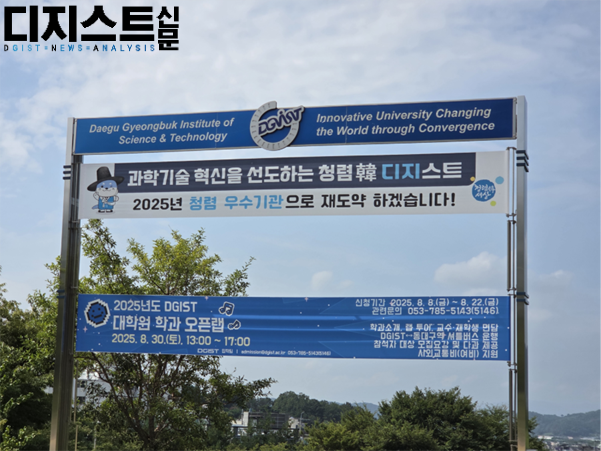 디지스트신문
DGIST NEWS ANALYSIS
Daegu Gyeongbuk Institute of
Science & Technology
DGIST
Innovative University Changing
the World through Convergence
과학기술 혁신을 선도하는 청렴韓 디지스트
2025년 청렴 우수기관으로 재도약 하겠습니다!
2025년도 DGIST
대학원 학과 오픈랩
2025. 8. 30.(토), 13:00 ~ 17:00
DGIST
신청기간 2025. 8. 8.(금) ~ 8. 22.(금)
관련문의 053-785-5143(5146)
학과소개, 랩 투어, 교수·재학생 면담
DGIST-동대구역 셔틀버스 운행
참석자 대상 모집요강 및 다과 제공
시외교통비(여비) 지원